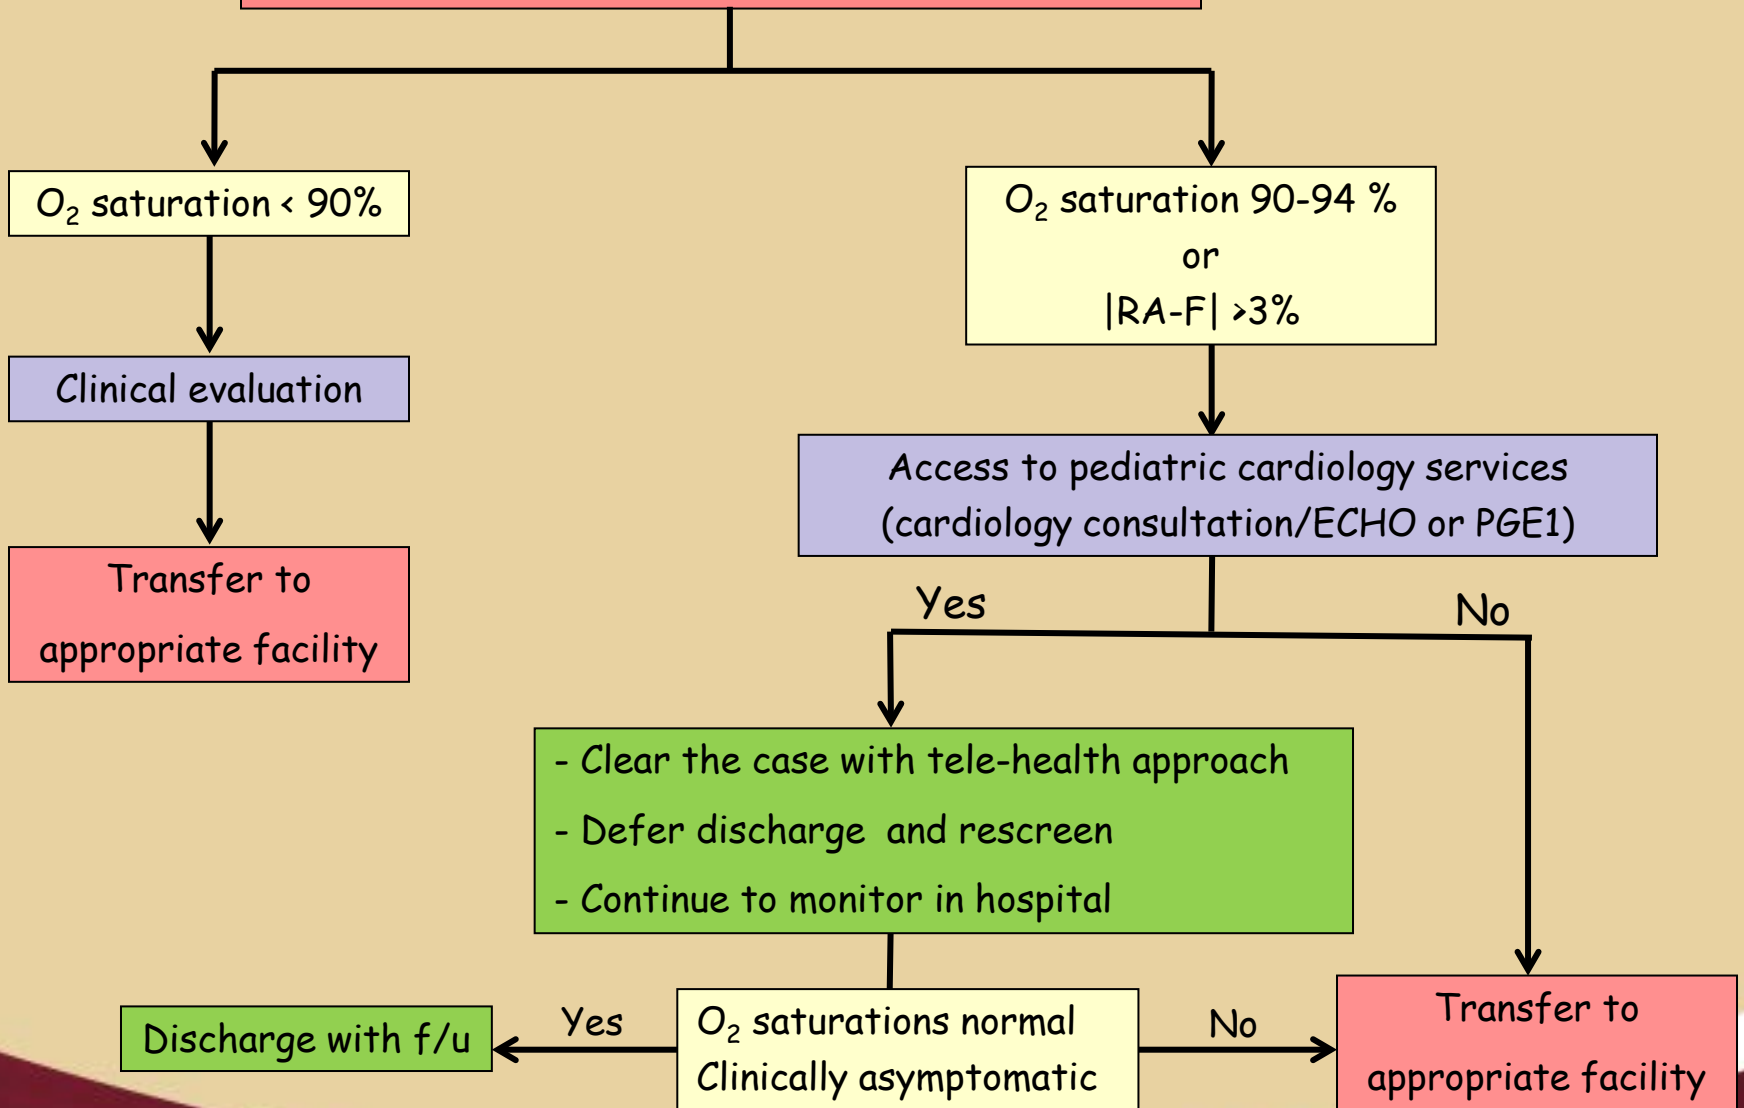 O₂ saturation < 90%
O₂ saturation 90-94 %
or
|RA-F| >3%
Clinical evaluation
Access to pediatric cardiology services
(cardiology consultation/ECHO or PGE1)
Transfer to
appropriate facility
Yes
No
- Clear the case with tele-health approach
- Defer discharge and rescreen
- Continue to monitor in hospital
Discharge with f/u
Yes
O₂ saturations normal
Clinically asymptomatic
No
Transfer to
appropriate facility